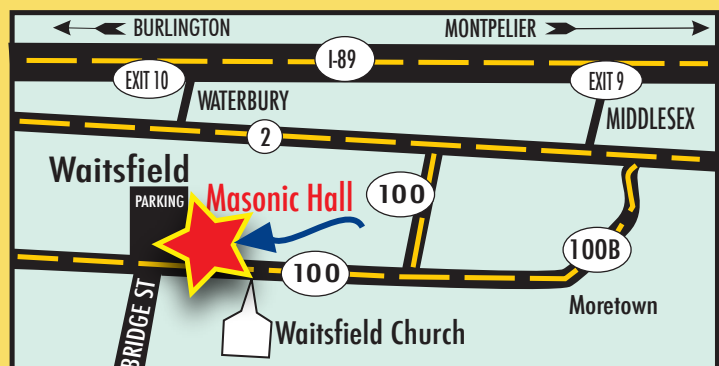 BURLINGTON
MONTPELIER
I-89
EXIT 10
EXIT 9
WATERBURY
MIDDLESEX
2
Waitsfield
PARKING
Masonic Hall
100
100B
100
Moretown
BRIDGE ST
Waitsfield Church